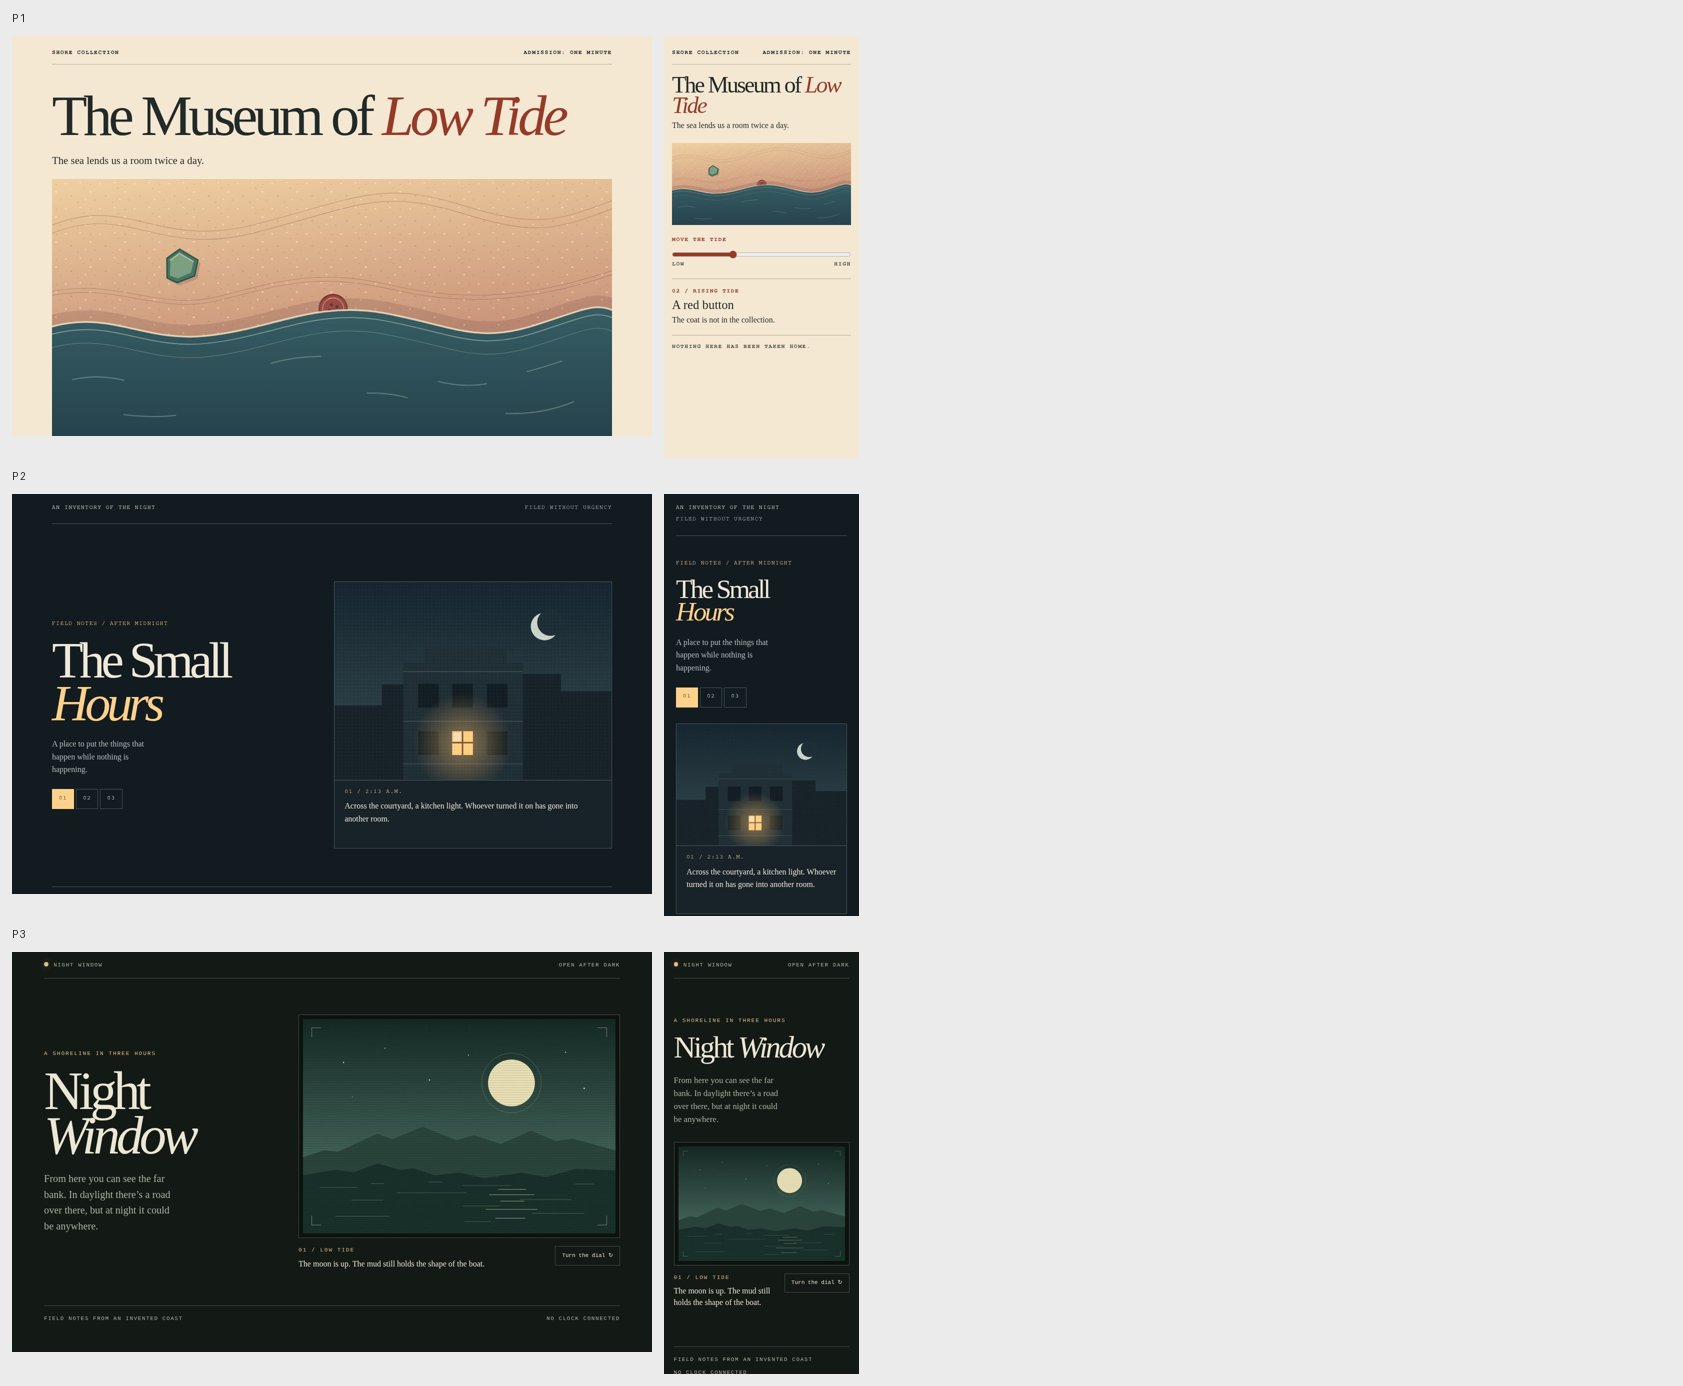 P1
SHORE COLLECTION
ADMISSION: ONE MINUTE
The Museum of Low Tide
The sea lends us a room twice a day.
SHORE COLLECTION
ADMISSION: ONE MINUTE
The Museum of Low
Tide
The sea lends us a room twice a day.
MOVE THE TIDE
LOW
HIGH
02 / RISING TIDE
A red button
The coat is not in the collection.
NOTHING HERE HAS BEEN TAKEN HOME.
P2
AN INVENTORY OF THE NIGHT
FILED WITHOUT URGENCY
FIELD NOTES / AFTER MIDNIGHT
The Small
Hours
A place to put the things that
happen while nothing is
happening.
01
02
03
01 / 2:13 A.M.
Across the courtyard, a kitchen light. Whoever turned it on has gone into
another room.
AN INVENTORY OF THE NIGHT
FILED WITHOUT URGENCY
FIELD NOTES / AFTER MIDNIGHT
The Small
Hours
A place to put the things that
happen while nothing is
happening.
01
02
03
01 / 2:13 A.M.
Across the courtyard, a kitchen light. Whoever
turned it on has gone into another room.
P3
NIGHT WINDOW
OPEN AFTER DARK
A SHORELINE IN THREE HOURS
Night
Window
From here you can see the far
bank. In daylight there’s a road
over there, but at night it could
be anywhere.
01 / LOW TIDE
The moon is up. The mud still holds the shape of the boat.
Turn the dial ↻
FIELD NOTES FROM AN INVENTED COAST
NO CLOCK CONNECTED
NIGHT WINDOW
OPEN AFTER DARK
A SHORELINE IN THREE HOURS
Night Window
From here you can see the far
bank. In daylight there’s a road
over there, but at night it could
be anywhere.
01 / LOW TIDE
The moon is up. The mud still
holds the shape of the boat.
Turn the dial ↻
FIELD NOTES FROM AN INVENTED COAST
NO CLOCK CONNECTED